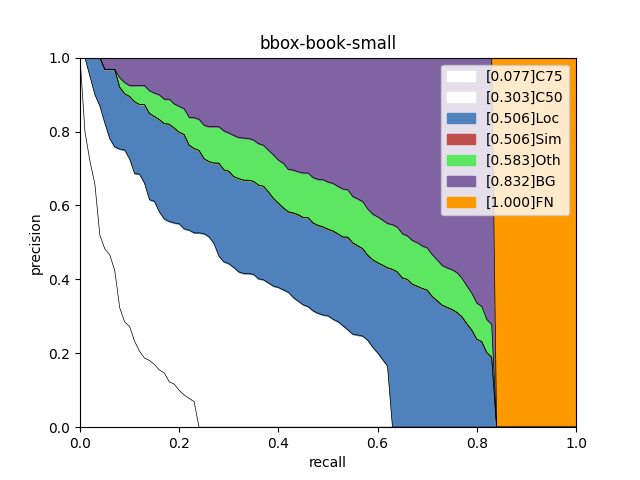 bbox-book-small
1.0
0.8
0.6
0.4
0.2
0.0
precision
[0.077]C75
[0.303]C50
[0.506]Loc
[0.506]Sim
[0.583]Oth
[0.832]BG
[1.000]FN
0.0 0.2 0.4 0.6 0.8 1.0
recall